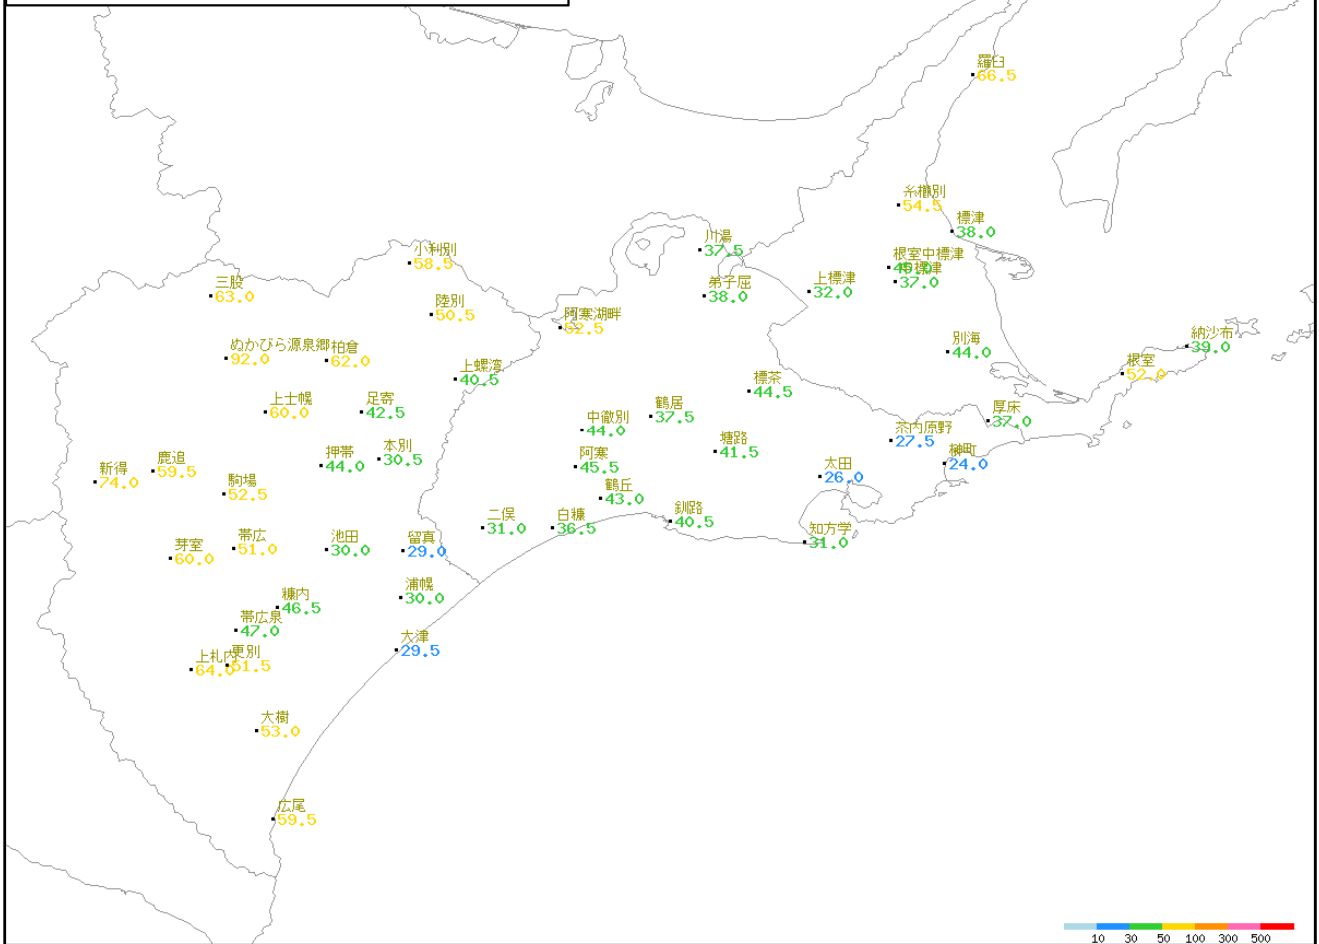 羅臼
66.5
糸櫛別
54.5
標津
38.0
川湯
37.5
小利別
58.5
根室中標津
中標津
37.0
三股
63.0
弟子屈
38.0
上標津
32.0
陸別
50.5
阿寒湖畔
52.5
納沙布
39.0
ぬかびら源泉郷
92.0
柏倉
62.0
別海
44.0
根室
52.0
上螺湾
40.5
標茶
44.5
上士幌
60.0
足寄
42.5
鶴居
37.5
厚床
37.0
中徹別
44.0
茶内原野
27.5
塘路
41.5
押帯
44.0
本別
30.5
榊町
24.0
鹿追
59.5
阿寒
45.5
新得
74.0
太田
26.0
駒場
52.5
鶴丘
43.0
二俣
31.0
白糠
36.5
釧路
40.5
知方学
31.0
帯広
51.0
池田
30.0
留真
29.0
芽室
60.0
浦幌
30.0
糠内
46.5
帯広泉
47.0
大津
29.5
更別
51.5
上札内
64.0
大樹
53.0
広尾
59.5
10 30 50 100 300 500